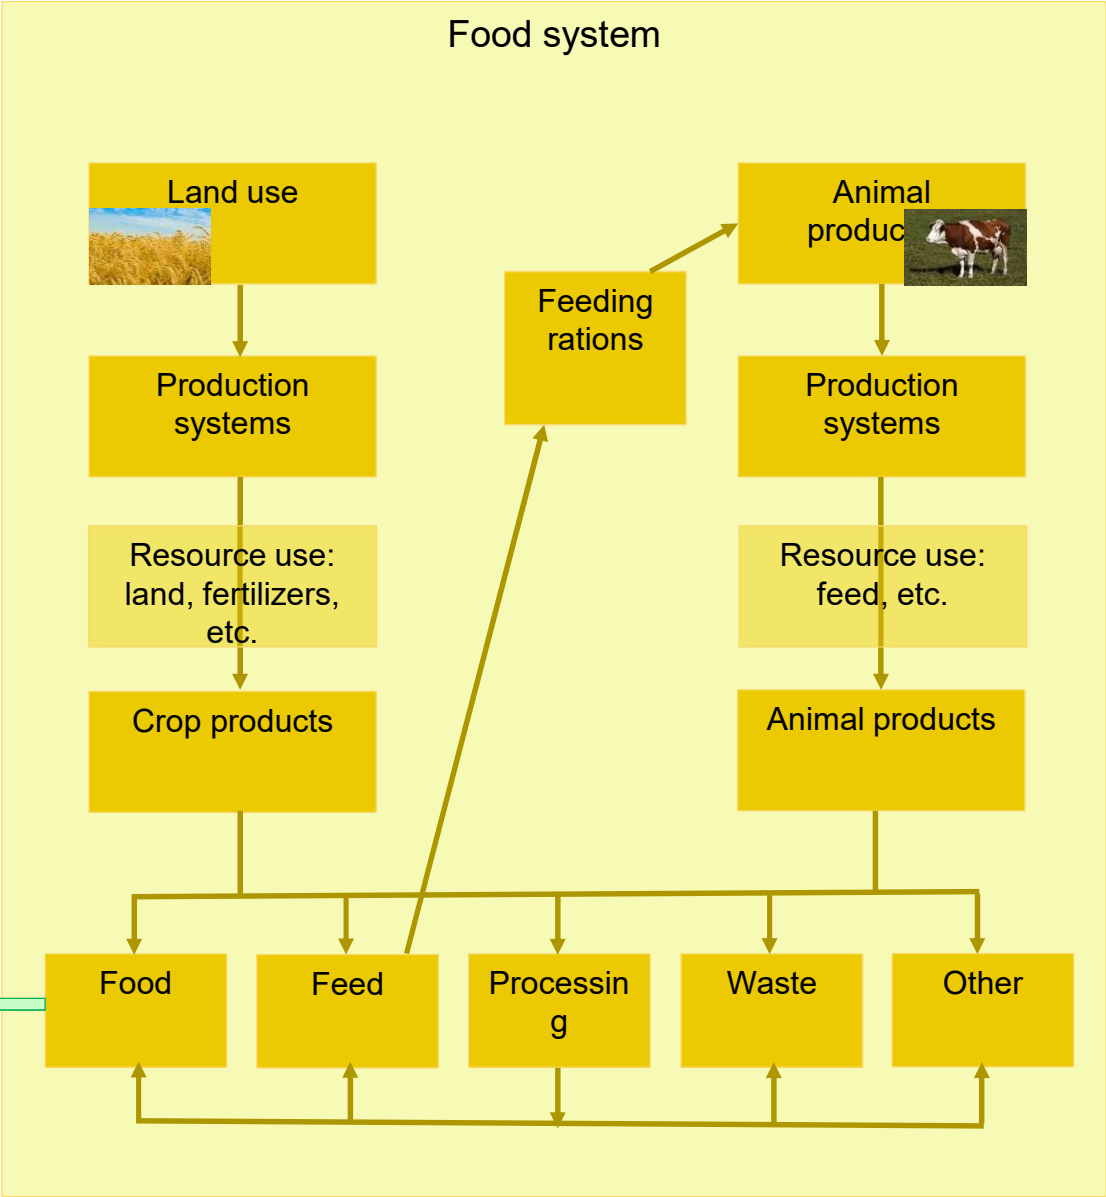 Food system
Land use
Animal
produc
Feeding
rations
Production
systems
Production
systems
Resource use:
land, fertilizers,
etc.
Resource use:
feed, etc.
Crop products
Animal products
Food
Feed
Processin
g
Waste
Other